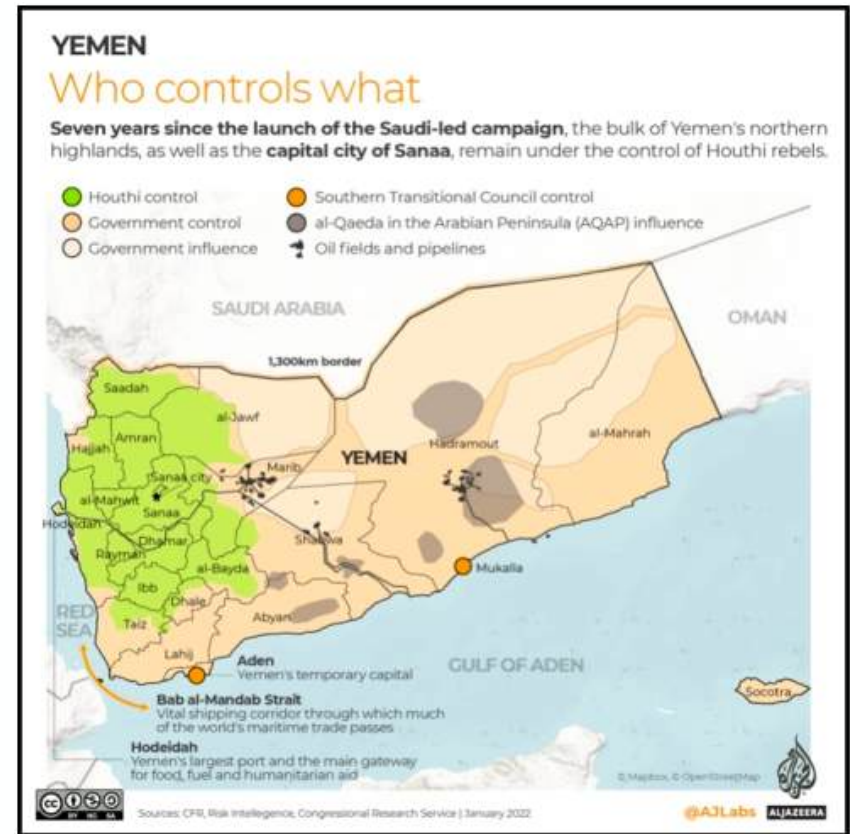 YEMEN
Who controls what
Seven years since the launch of the Saudi-led campaign, the bulk of Yemen's northern
highlands, as well as the capital city of Sanaa, remain under the control of Houthi rebels.
Houthi control
Government control
Government influence
Southern Transitional Council control
al-Qaeda in the Arabian Peninsula (AQAP) influence
Oil fields and pipelines
SAUDI ARABIA
OMAN
1,300km border
Saadah
al-Jawf
Amran
Hajjah
Hadramout
al-Mahrah
YEMEN
Marib
Sanaa city
al-Mahwit
Sanaa
Hodeidah
Dhamar
Raymah
Shabwa
al-Bayda
Mukalla
Ibb
Dhale
RED
SEA
Taiz
Abyan
Lahij
Aden
Yemen's temporary capital
GULF OF ADEN
Socotra
Bab al-Mandab Strait
Vital shipping corridor through which much
of the world's maritime trade passes
Hodeidah
Yemen's largest port and the main gateway
for food, fuel and humanitarian aid
© Mapbox, © OpenStreetMap
cc BY NC SA
Sources: CFR, Risk Intellegence, Congressional Research Service | January 2022
@AJLabs ALJAZEERA